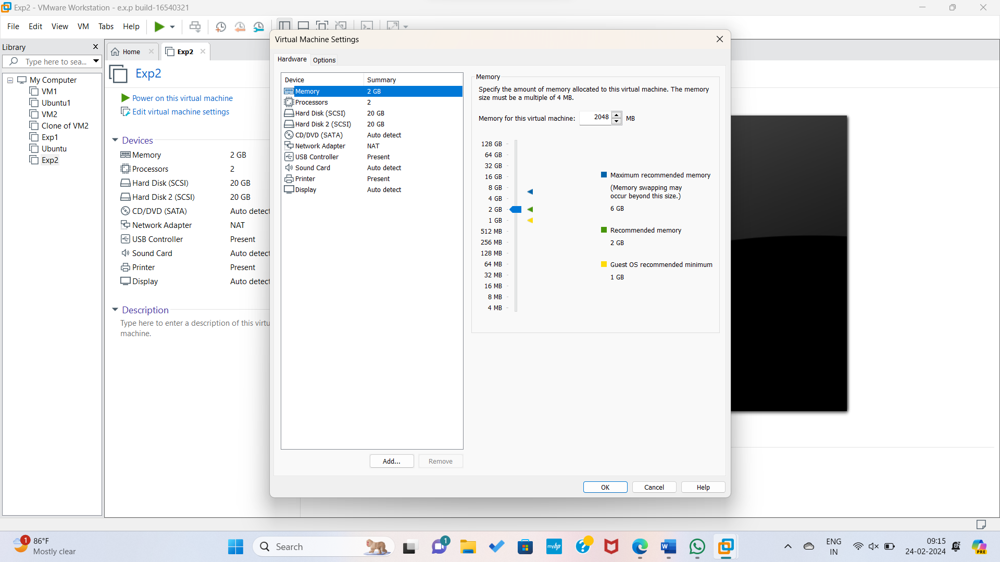 Exp2 - VMware Workstation - e.x.p build-16540321
File Edit View VM Tabs Help
Library
Type here to sea...
My Computer
VM1
Ubuntu1
VM2
Clone of VM2
Exp1
Ubuntu
Exp2
Home
Exp2
Exp2
Power on this virtual machine
Edit virtual machine settings
Devices
Memory 2 GB
Processors 2
Hard Disk (SCSI) 20 GB
Hard Disk 2 (SCSI) 20 GB
CD/DVD (SATA) Auto detect
Network Adapter NAT
USB Controller Present
Sound Card Auto detect
Printer Present
Display Auto detect
Description
Type here to enter a description of this virtu
machine.
Virtual Machine Settings
Hardware Options
Device Summary
Memory 2 GB
Processors 2
Hard Disk (SCSI) 20 GB
Hard Disk 2 (SCSI) 20 GB
CD/DVD (SATA) Auto detect
Network Adapter NAT
USB Controller Present
Sound Card Auto detect
Printer Present
Display Auto detect
Add... Remove
Memory
Specify the amount of memory allocated to this virtual machine. The memory
size must be a multiple of 4 MB.
Memory for this virtual machine: 2048 MB
128 GB
64 GB
32 GB
16 GB
8 GB
4 GB
2 GB
1 GB
512 MB
256 MB
128 MB
64 MB
32 MB
16 MB
8 MB
4 MB
Maximum recommended memory
(Memory swapping may
occur beyond this size.)
6 GB
Recommended memory
2 GB
Guest OS recommended minimum
1 GB
OK Cancel Help
1
86°F
Mostly clear
Search
1
myhp
?
W
ENG
IN
09:15
24-02-2024
PRE